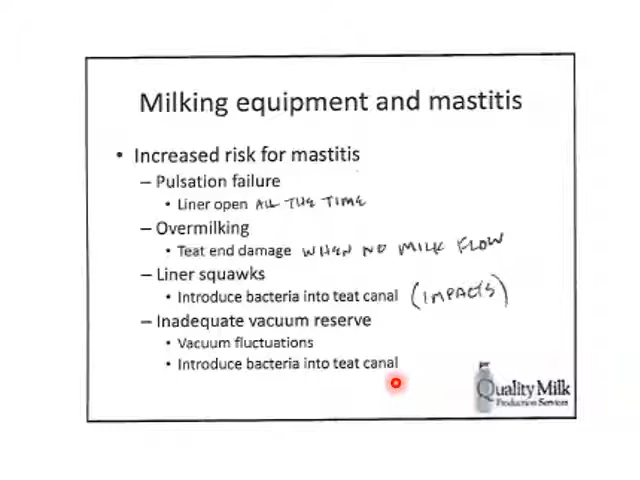 Milking equipment and mastitis
• Increased risk for mastitis
– Pulsation failure
• Liner open ALL THE TIME
– Overmilking
• Teat end damage WHEN NO MILK FLOW
– Liner squawks
• Introduce bacteria into teat canal (IMPACTS)
– Inadequate vacuum reserve
• Vacuum fluctuations
• Introduce bacteria into teat canal
Quality Milk
Production Services